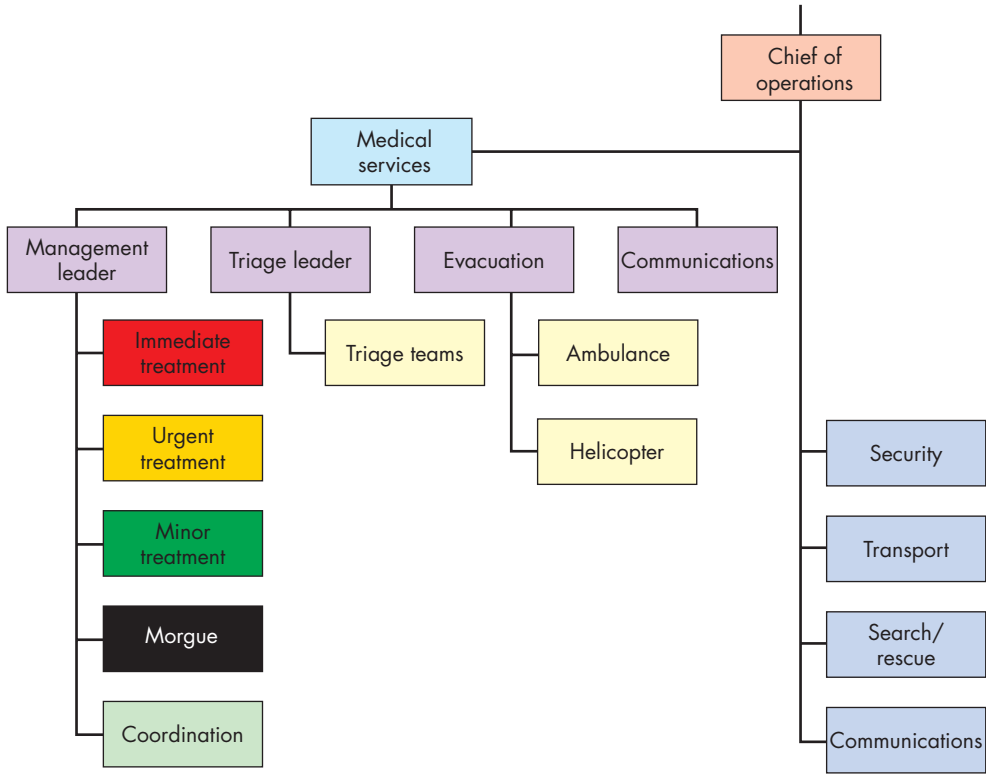 Chief of
operations
Medical
services
Management
leader
Triage leader
Evacuation
Communications
Immediate
treatment
Triage teams
Ambulance
Urgent
treatment
Helicopter
Security
Minor
treatment
Transport
Morgue
Search/
rescue
Coordination
Communications